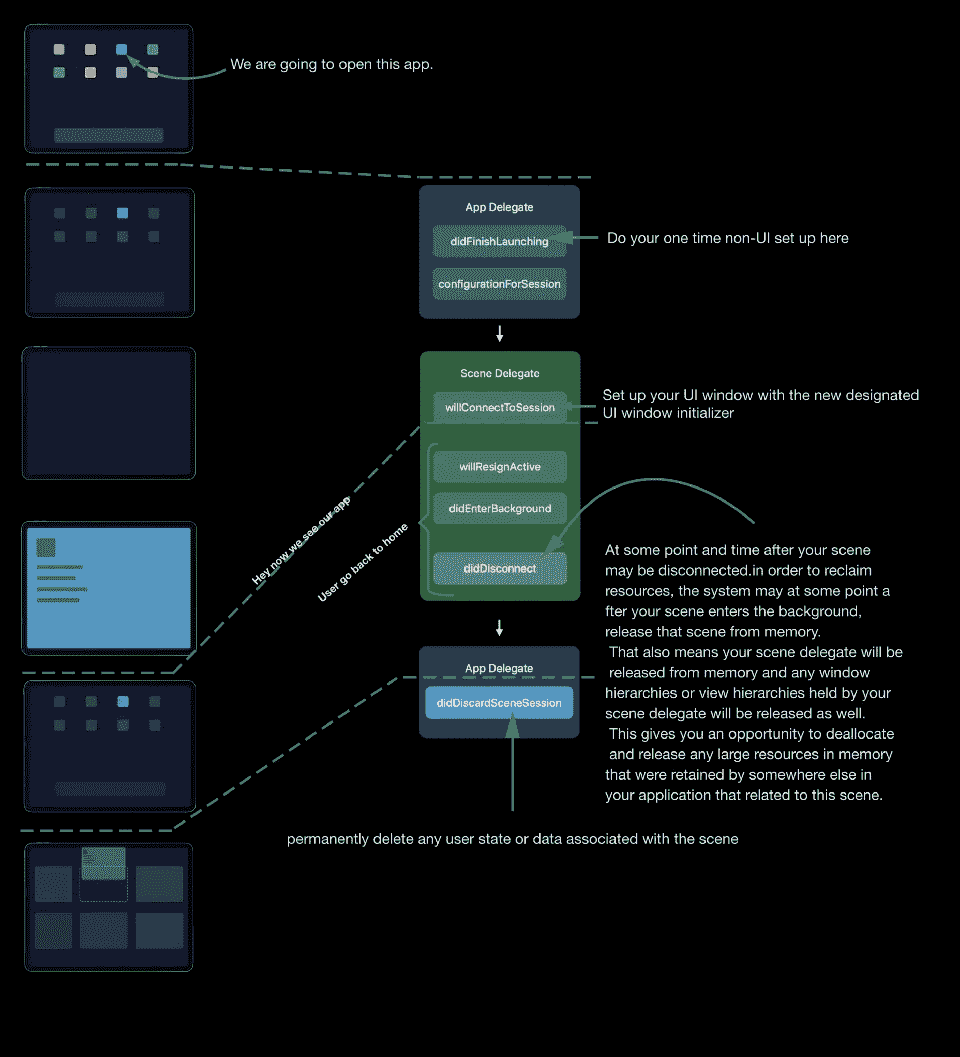 We are going to open this app.
App Delegate
didFinishLaunching
Do your one time non-UI set up here
configurationForSession
Scene Delegate
willConnectToSession
Set up your UI window with the new designated
UI window initializer
willResignActive
didEnterBackground
didDisconnect
Hey now we see our app
User go back to home
At some point and time after your scene
may be disconnected.in order to reclaim
resources, the system may at some point a
fter your scene enters the background,
release that scene from memory.
That also means your scene delegate will be
released from memory and any window
hierarchies or view hierarchies held by your
scene delegate will be released as well.
This gives you an opportunity to deallocate
and release any large resources in memory
that were retained by somewhere else in
your application that related to this scene.
App Delegate
didDiscardSceneSession
permanently delete any user state or data associated with the scene